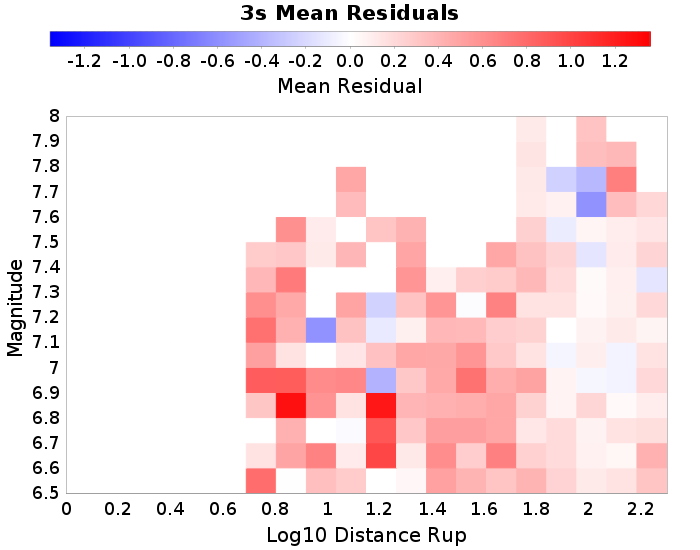 3s Mean Residuals
-1.2 -1.0 -0.8 -0.6 -0.4 -0.2 0.0 0.2 0.4 0.6 0.8 1.0 1.2
Mean Residual
8
7.9
7.8
7.7
7.6
7.5
7.4
7.3
7.2
7.1
7
6.9
6.8
6.7
6.6
6.5
Magnitude
0 0.2 0.4 0.6 0.8 1 1.2 1.4 1.6 1.8 2 2.2
Log10 Distance Rup